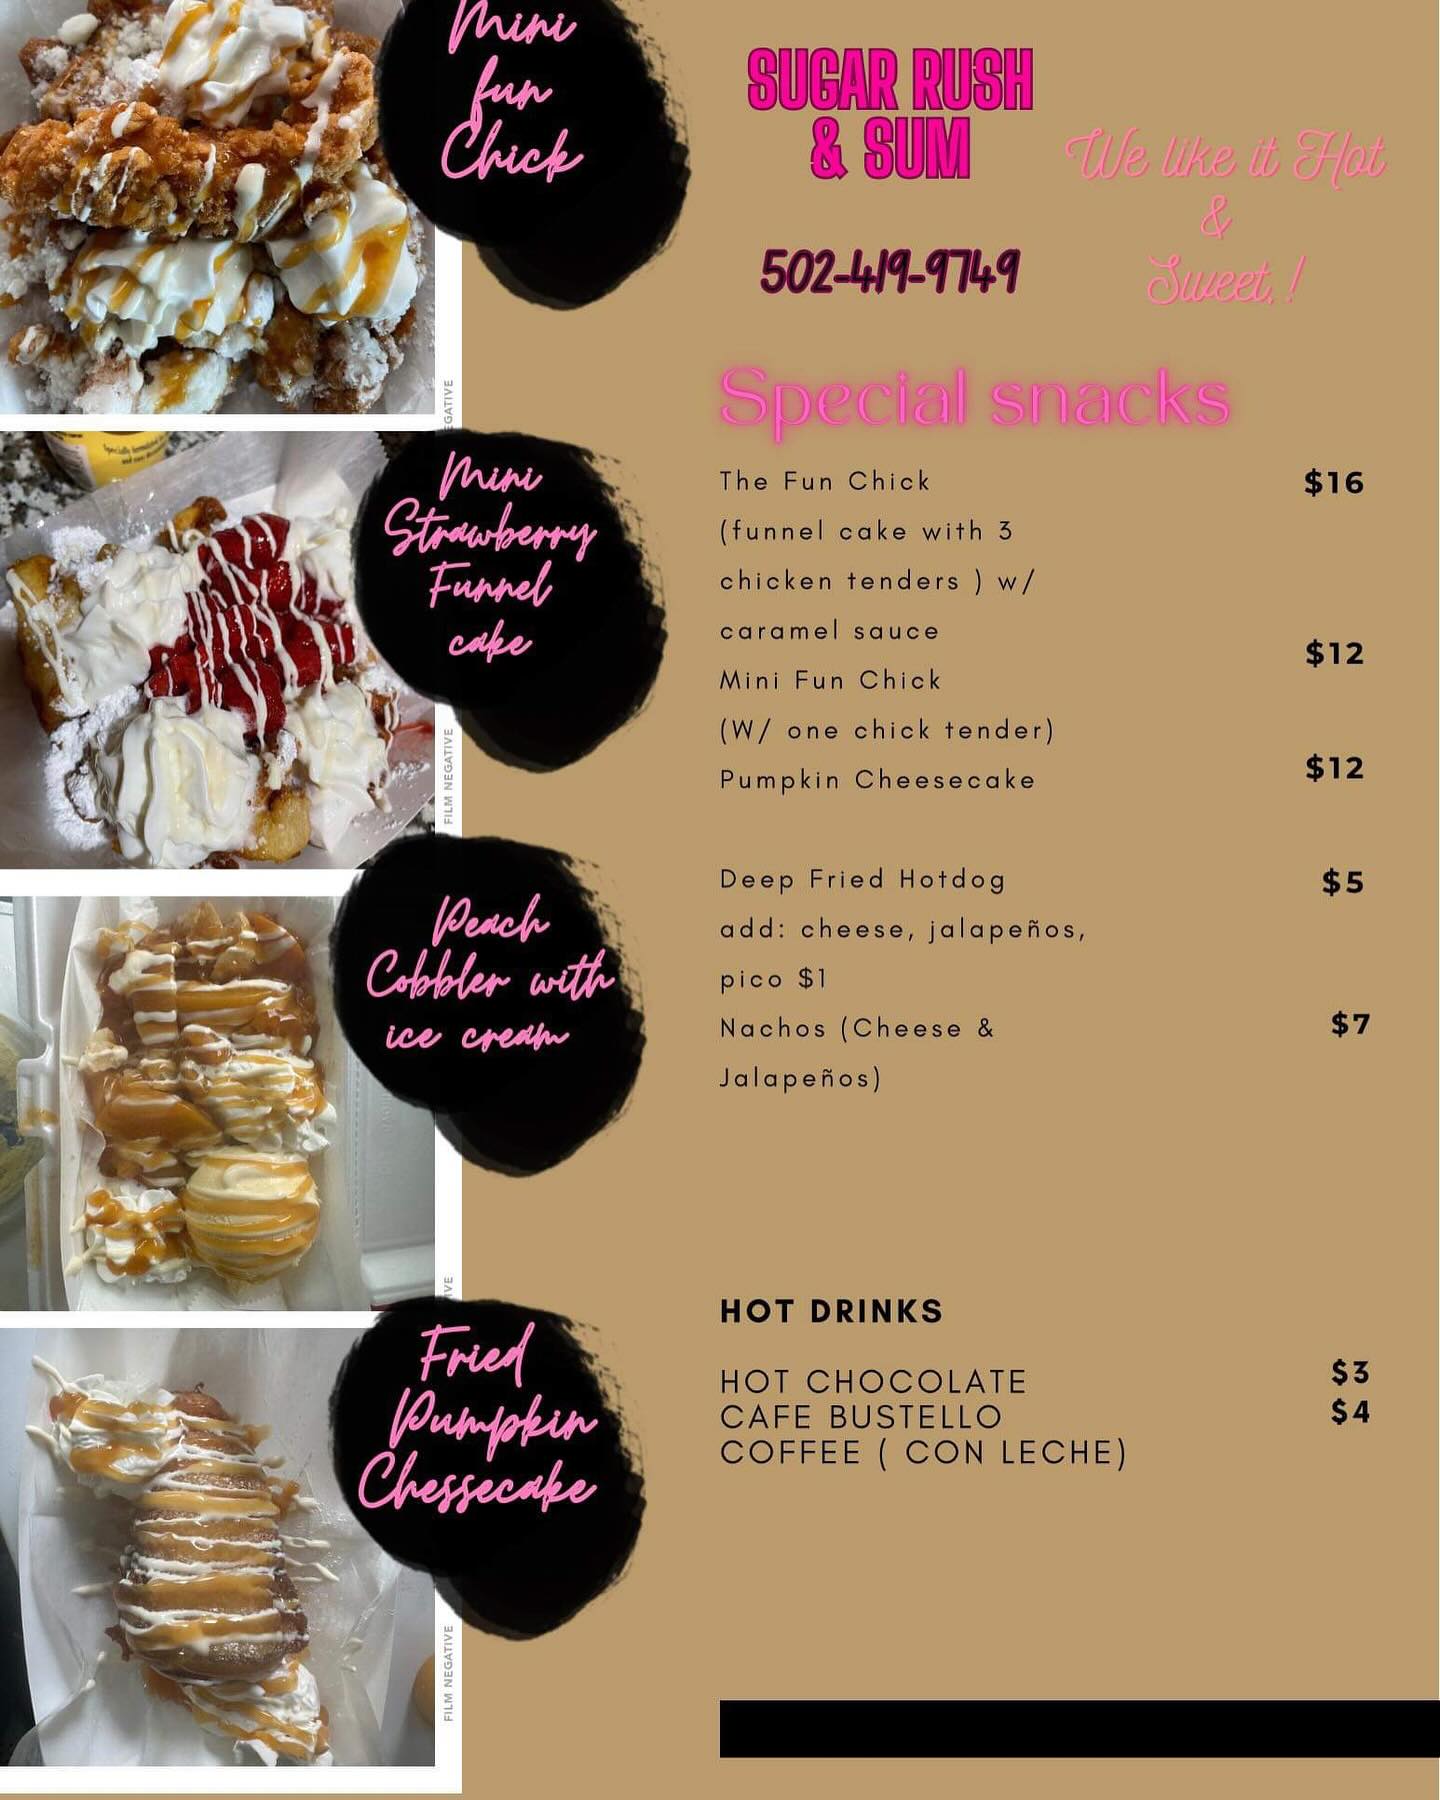 Mini
fun
Chick
Mini
Strawberry
Funnel
cake
Peach
Cobbler with
ice cream
Fried
Pumpkin
Chessecake
FILM NEGATIVE
FILM NEGATIVE
SUGAR RUSH
& SUM
502-419-9749
We like it Hot
&
Sweet, !
Special snacks
The Fun Chick $16
(funnel cake with 3
chicken tenders ) w/
caramel sauce
Mini Fun Chick $12
(W/ one chick tender)
Pumpkin Cheesecake $12
Deep Fried Hotdog $5
add: cheese, jalapeños,
pico $1
Nachos (Cheese & $7
Jalapeños)
HOT DRINKS
HOT CHOCOLATE $3
CAFE BUSTELLO $4
COFFEE ( CON LECHE)